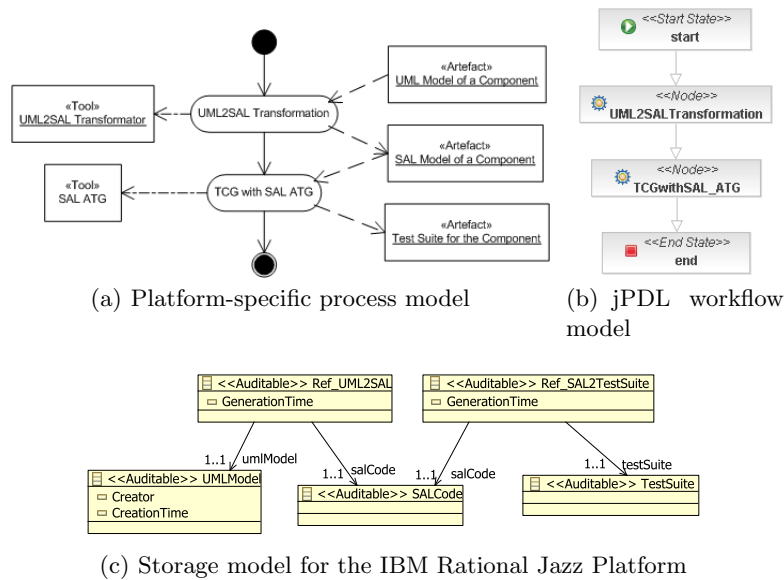 «Artefact»
UML Model of a Component
«Tool»
UML2SAL Transformator
UML2SAL Transformation
«Artefact»
SAL Model of a Component
«Tool»
SAL ATG
TCG with SAL ATG
«Artefact»
Test Suite for the Component
(a) Platform-specific process model
<<Start State>>
start
<<Node>>
UML2SALTransformation
<<Node>>
TCGwithSAL_ATG
<<End State>>
end
(b) jPDL workflow
model
<<Auditable>> Ref_UML2SAL
GenerationTime
<<Auditable>> Ref_SAL2TestSuite
GenerationTime
1..1 umlModel
1..1 salCode
1..1 salCode
1..1 testSuite
<<Auditable>> UMLModel
Creator
CreationTime
<<Auditable>> SALCode
<<Auditable>> TestSuite
(c) Storage model for the IBM Rational Jazz Platform